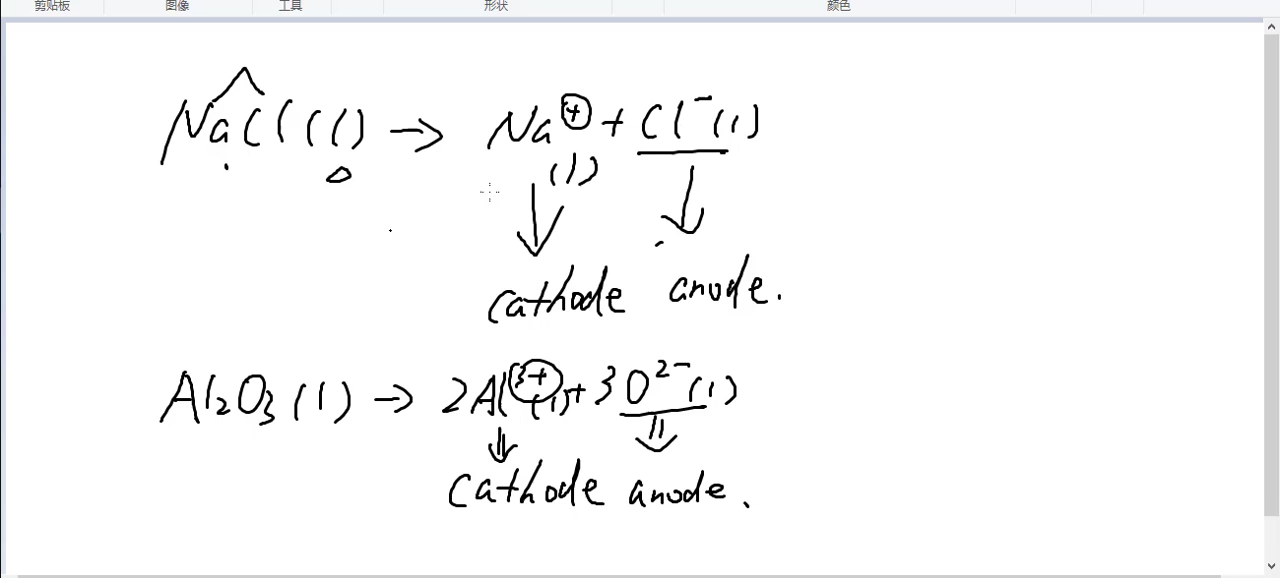 剪贴板 图像 工具 形状 颜色
NaCl(l) → Na⁺(l) + Cl⁻(l)
cathode anode.
Al₂O₃(l) → 2Al³⁺(l) + 3O²⁻(l)
cathode anode.